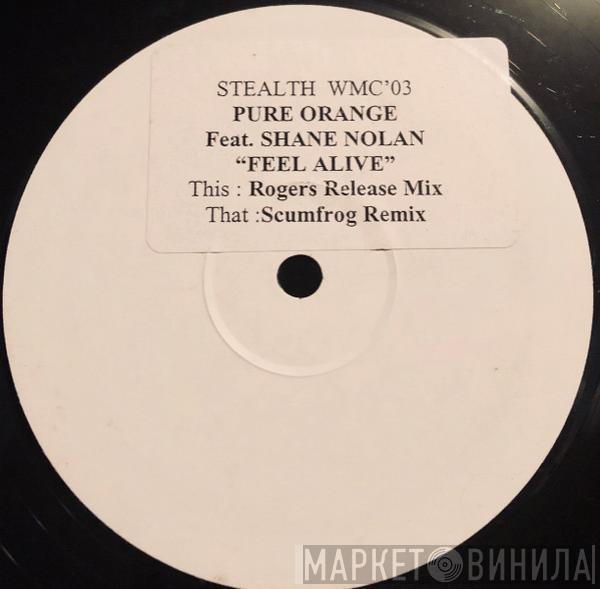 STEALTH WMC'03
PURE ORANGE
Feat. SHANE NOLAN
“FEEL ALIVE”
This : Rogers Release Mix
That :Scumfrog Remix
МАРКЕТ ВИНИЛА